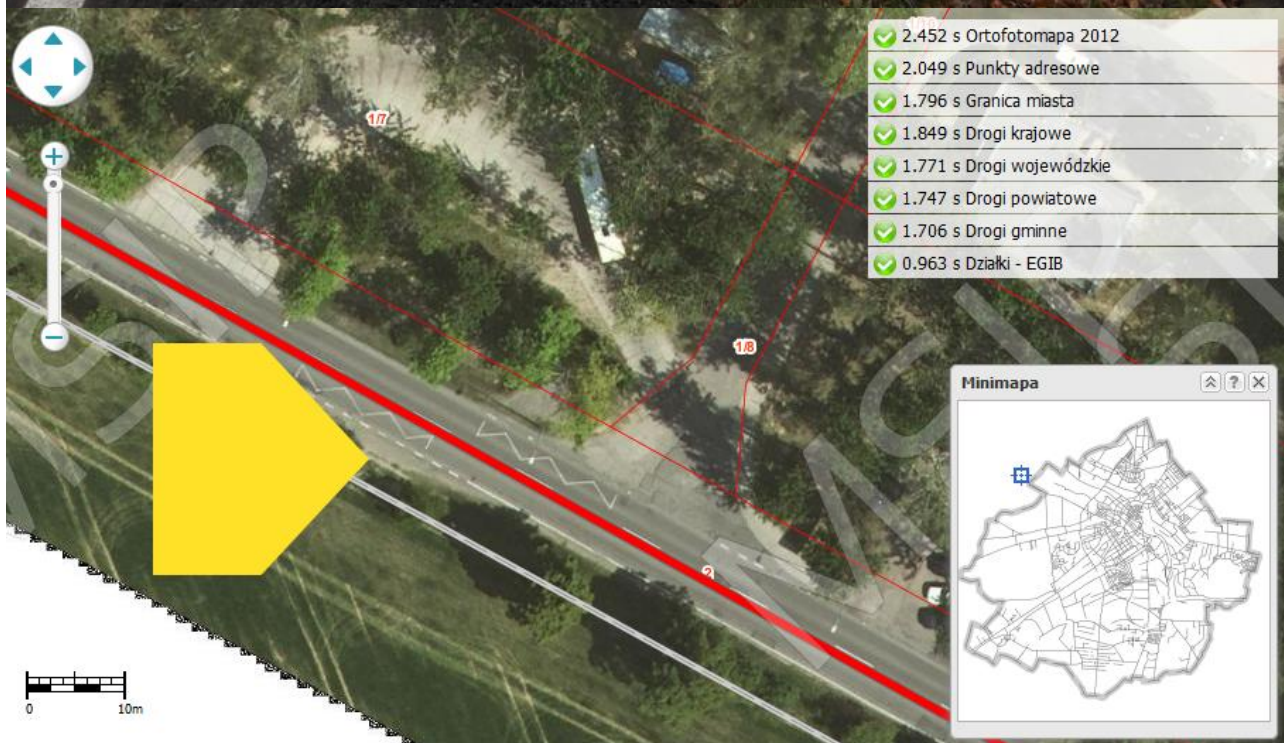 1/10
2.452 s Ortofotomapa 2012
2.049 s Punkty adresowe
1.796 s Granica miasta
1.849 s Drogi krajowe
1.771 s Drogi wojewódzkie
1.747 s Drogi powiatowe
1.706 s Drogi gminne
0.963 s Działki - EGIB
1/7
1/8
Minimapa
2
0 10m